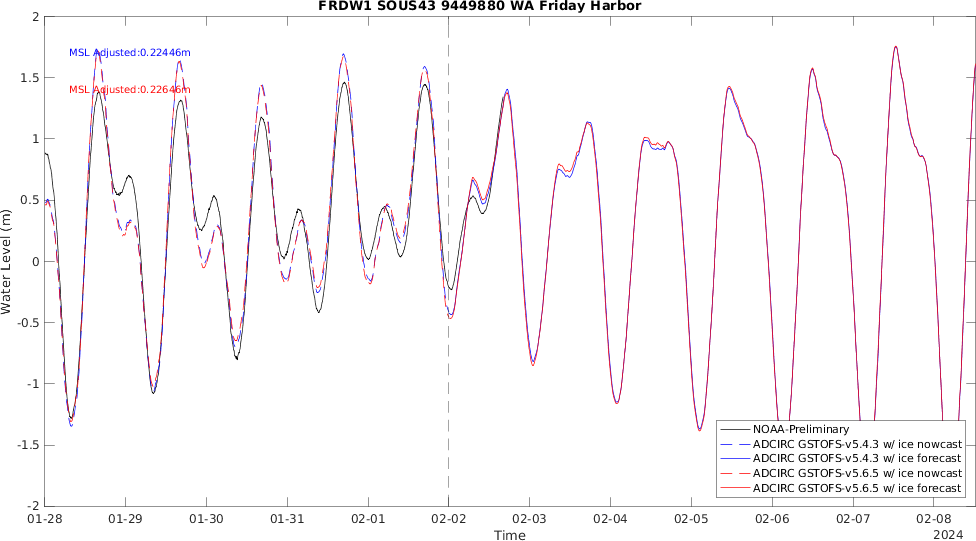 FRDW1 SOUS43 9449880 WA Friday Harbor
MSL Adjusted:0.22446m
MSL Adjusted:0.22646m
Water Level (m)
2
1.5
1
0.5
0
-0.5
-1
-1.5
-2
NOAA-Preliminary
ADCIRC GSTOFS-v5.4.3 w/ ice nowcast
ADCIRC GSTOFS-v5.4.3 w/ ice forecast
ADCIRC GSTOFS-v5.6.5 w/ ice nowcast
ADCIRC GSTOFS-v5.6.5 w/ ice forecast
01-28 01-29 01-30 01-31 02-01 02-02 02-03 02-04 02-05 02-06 02-07 02-08
Time
2024